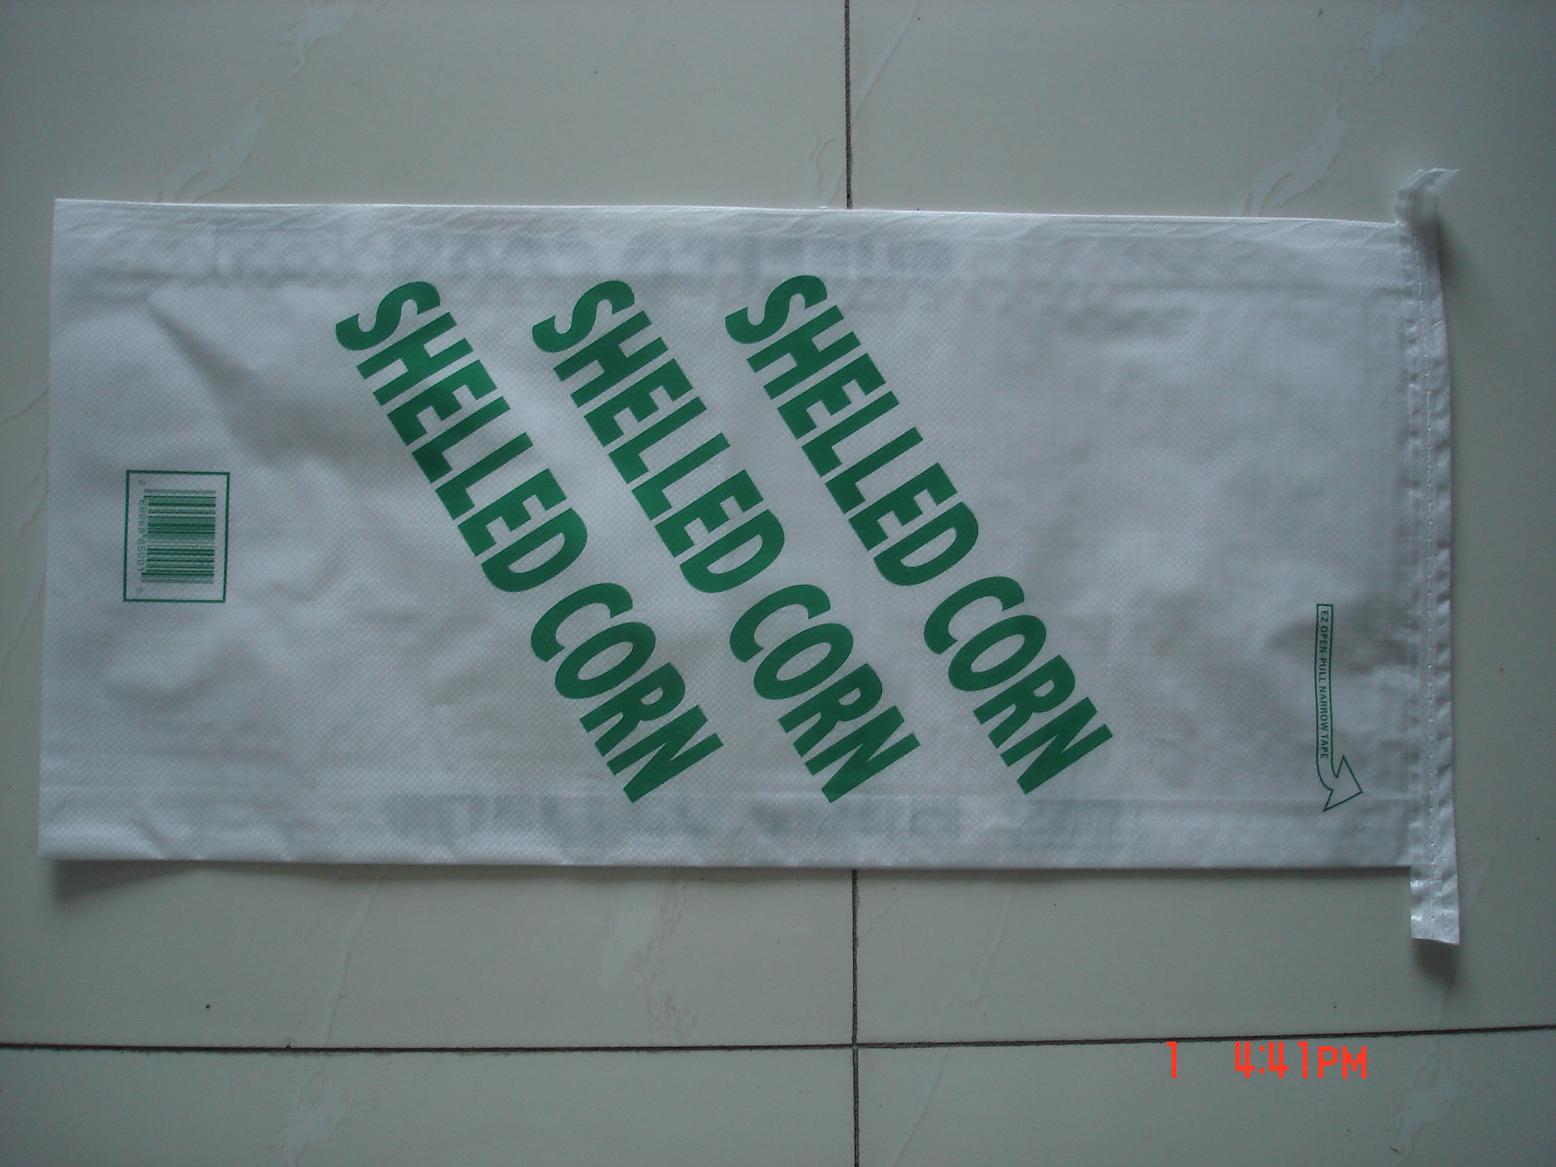 SHELLED CORN
SHELLED CORN
SHELLED CORN
EZ OPEN-PULL NARROW TAPE
1 4:41PM